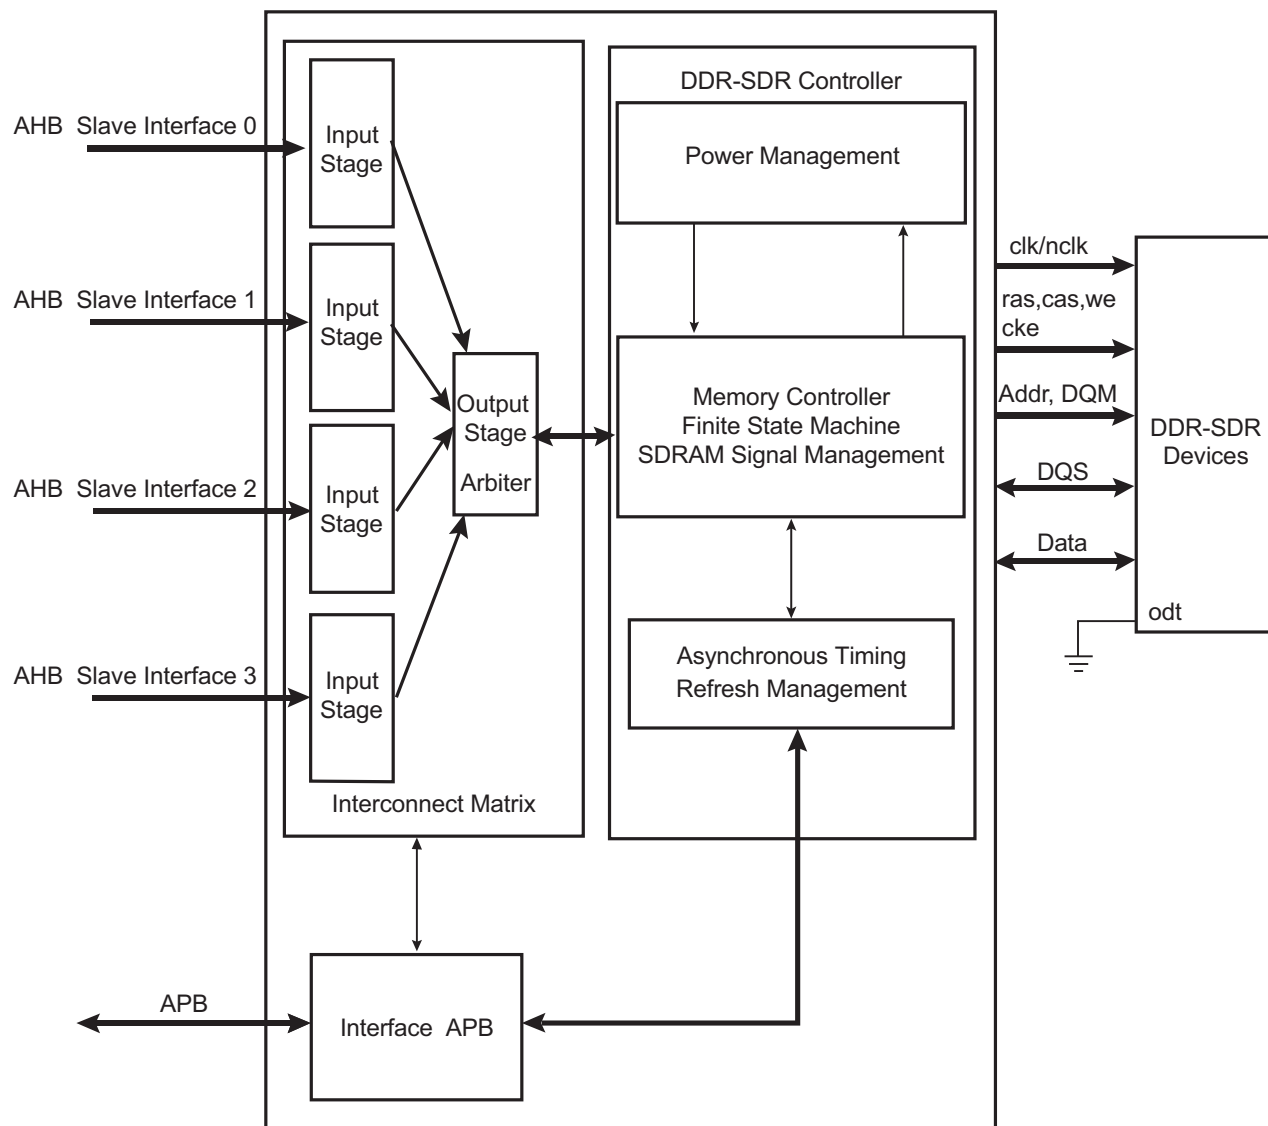 DDR-SDR Controller
AHB Slave Interface 0
Input
Stage
Power Management
AHB Slave Interface 1
Input
Stage
clk/nclk
ras,cas,we
cke
Output
Stage
Arbiter
Memory Controller
Finite State Machine
SDRAM Signal Management
Addr, DQM
DDR-SDR
Devices
AHB Slave Interface 2
Input
Stage
DQS
Data
odt
AHB Slave Interface 3
Input
Stage
Asynchronous Timing
Refresh Management
Interconnect Matrix
APB
Interface APB